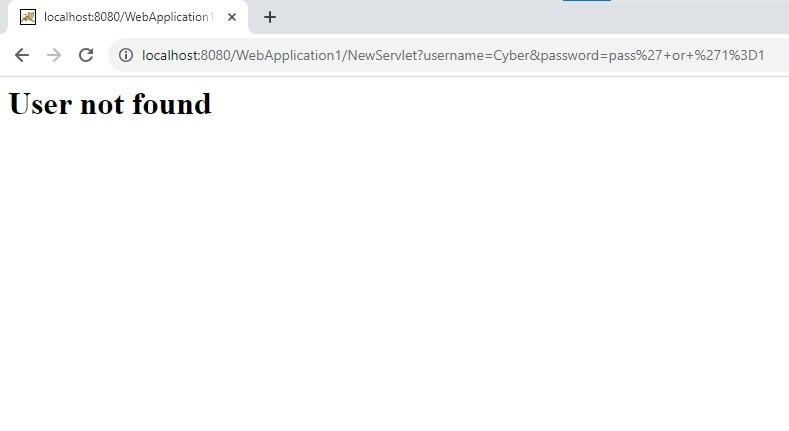 localhost:8080/WebApplication1
localhost:8080/WebApplication1/NewServlet?username=Cyber&password=pass%27+or+%271%3D1
User not found